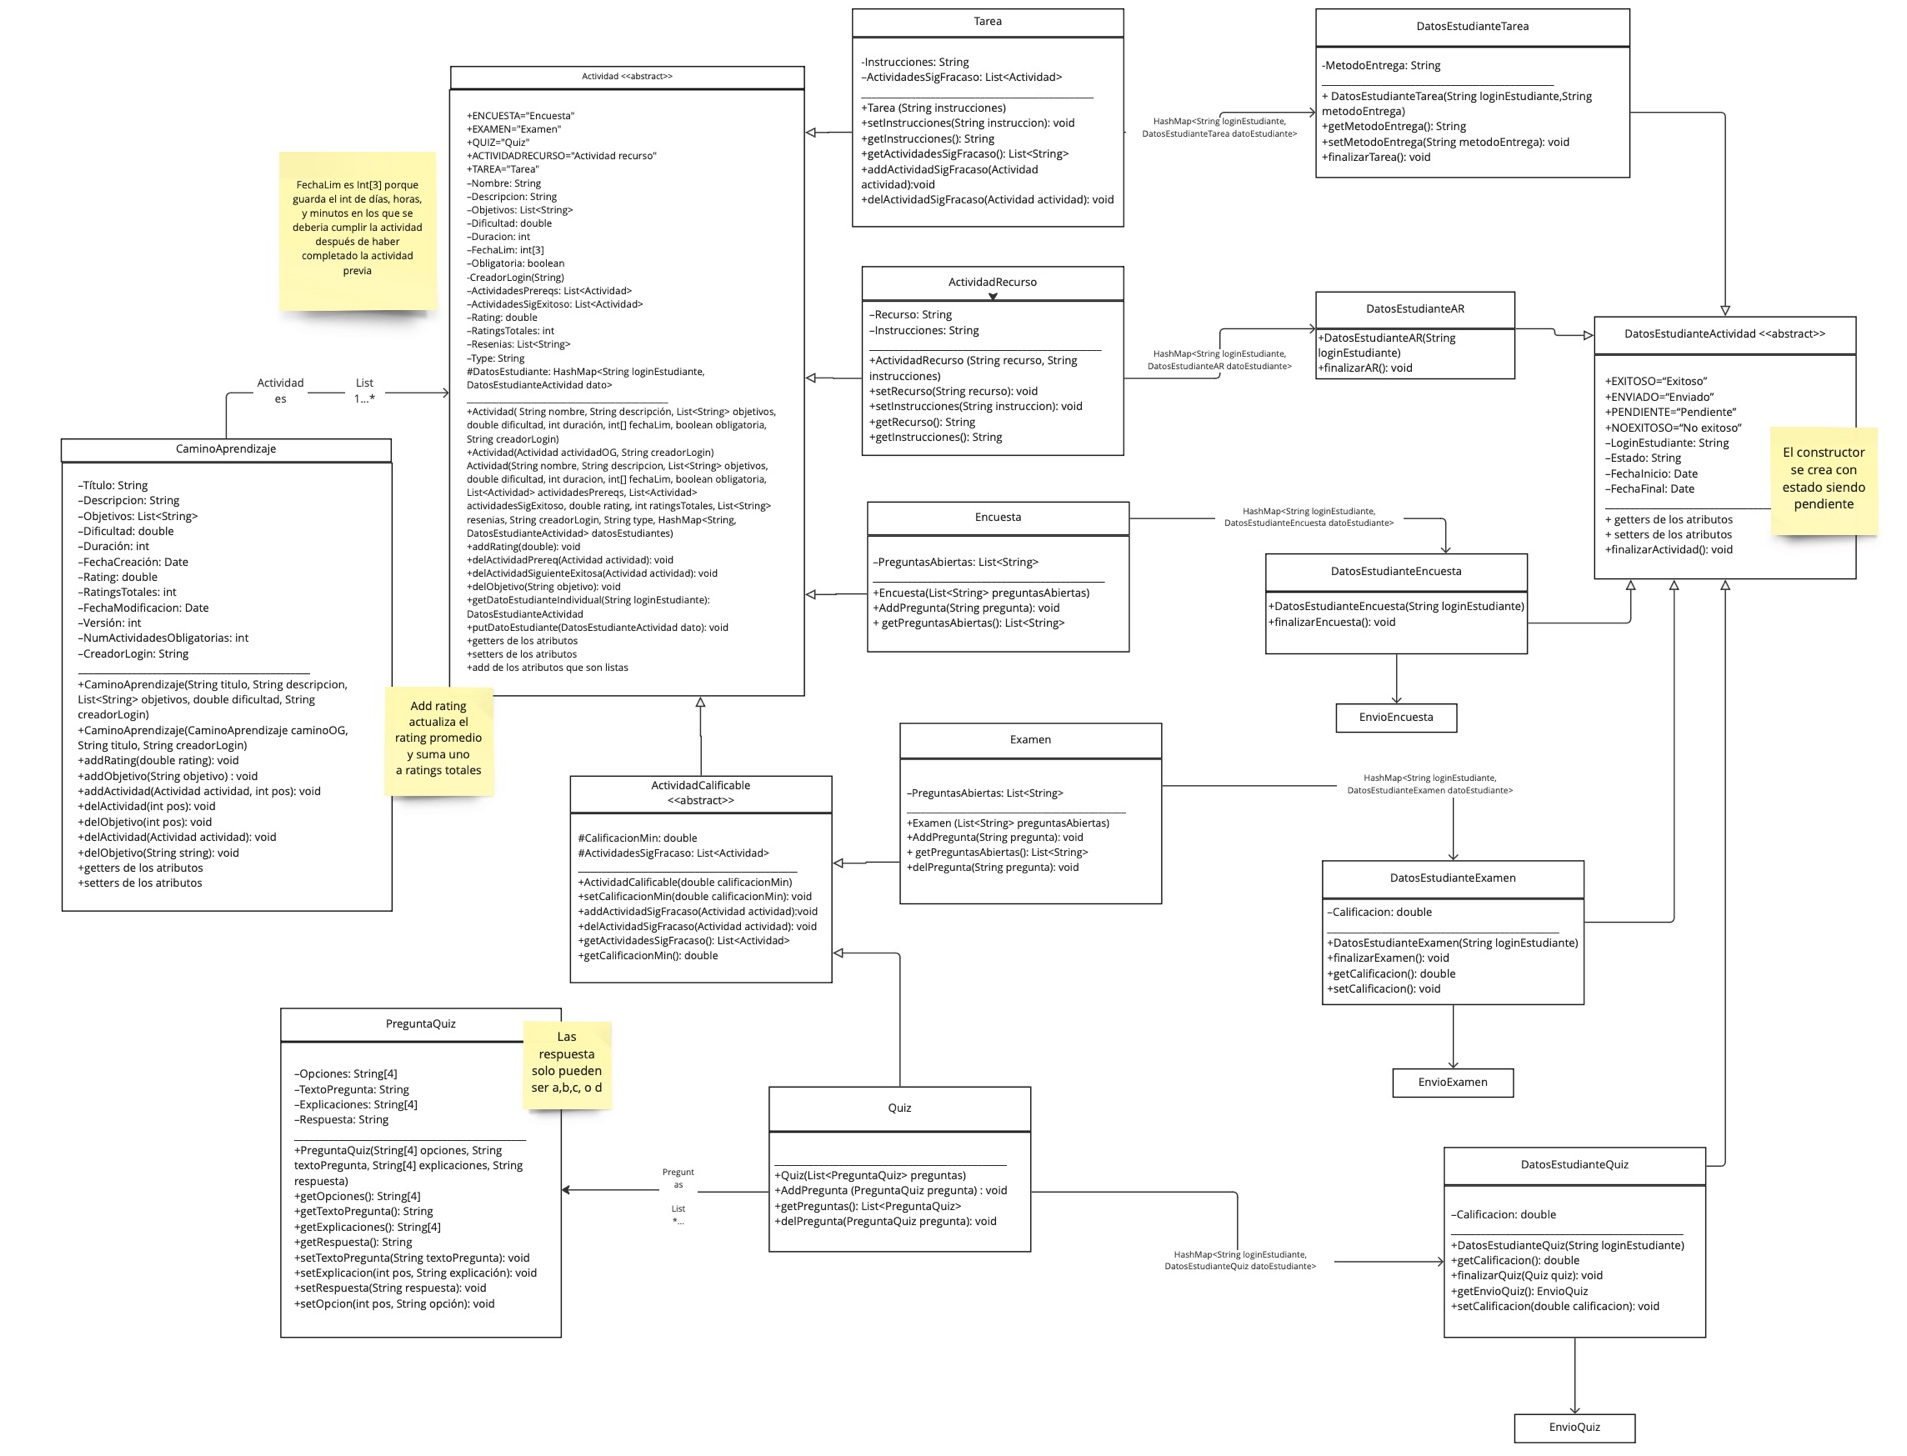 Tarea
-Instrucciones: String
–ActividadesSigFracaso: List<Actividad>
+Tarea (String instrucciones)
+setInstrucciones(String instruccion): void
+getInstrucciones(): String
+getActividadesSigFracaso(): List<String>
+addActividadSigFracaso(Actividad
actividad):void
+delActividadSigFracaso(Actividad actividad): void
HashMap<String loginEstudiante,
DatosEstudianteTarea datoEstudiante>
DatosEstudianteTarea
-MetodoEntrega: String
+ DatosEstudianteTarea(String loginEstudiante,String
metodoEntrega)
+getMetodoEntrega(): String
+setMetodoEntrega(String metodoEntrega): void
+finalizarTarea(): void
Actividad <<abstract>>
+ENCUESTA="Encuesta"
+EXAMEN="Examen"
+QUIZ="Quiz"
+ACTIVIDADRECURSO="Actividad recurso"
+TAREA="Tarea"
–Nombre: String
–Descripcion: String
–Objetivos: List<String>
–Dificultad: double
–Duracion: int
–FechaLim: int[3]
–Obligatoria: boolean
-CreadorLogin(String)
–ActividadesPrereqs: List<Actividad>
–ActividadesSigExitoso: List<Actividad>
–Rating: double
–RatingsTotales: int
–Resenias: List<String>
–Type: String
#DatosEstudiante: HashMap<String loginEstudiante,
DatosEstudianteActividad dato>
+Actividad( String nombre, String descripción, List<String> objetivos,
double dificultad, int duración, int[] fechaLim, boolean obligatoria,
String creadorLogin)
+Actividad(Actividad actividadOG, String creadorLogin)
Actividad(String nombre, String descripcion, List<String> objetivos,
double dificultad, int duracion, int[] fechaLim, boolean obligatoria,
List<Actividad> actividadesPrereqs, List<Actividad>
actividadesSigExitoso, double rating, int ratingsTotales, List<String>
resenias, String creadorLogin, String type, HashMap<String,
DatosEstudianteActividad> datosEstudiantes)
+addRating(double): void
+delActividadPrereq(Actividad actividad): void
+delActividadSiguienteExitosa(Actividad actividad): void
+delObjetivo(String objetivo): void
+getDatoEstudianteIndividual(String loginEstudiante):
DatosEstudianteActividad
+putDatoEstudiante(DatosEstudianteActividad dato): void
+getters de los atributos
+setters de los atributos
+add de los atributos que son listas
FechaLim es Int[3] porque
guarda el int de días, horas,
y minutos en los que se
deberia cumplir la actividad
después de haber
completado la actividad
previa
ActividadRecurso
–Recurso: String
–Instrucciones: String
+ActividadRecurso (String recurso, String
instrucciones)
+setRecurso(String recurso): void
+setInstrucciones(String instruccion): void
+getRecurso(): String
+getInstrucciones(): String
HashMap<String loginEstudiante,
DatosEstudianteAR datoEstudiante>
DatosEstudianteAR
+DatosEstudianteAR(String
loginEstudiante)
+finalizarAR(): void
DatosEstudianteActividad <<abstract>>
+EXITOSO=“Exitoso”
+ENVIADO=“Enviado”
+PENDIENTE=“Pendiente”
+NOEXITOSO=“No exitoso”
–LoginEstudiante: String
–Estado: String
–FechaInicio: Date
–FechaFinal: Date
+ getters de los atributos
+ setters de los atributos
+finalizarActividad(): void
El constructor
se crea con
estado siendo
pendiente
Actividad
es
List
1...*
CaminoAprendizaje
–Título: String
–Descripcion: String
–Objetivos: List<String>
–Dificultad: double
–Duración: int
–FechaCreación: Date
–Rating: double
–RatingsTotales: int
–FechaModificacion: Date
–Versión: int
–NumActividadesObligatorias: int
–CreadorLogin: String
+CaminoAprendizaje(String titulo, String descripcion,
List<String> objetivos, double dificultad, String
creadorLogin)
+CaminoAprendizaje(CaminoAprendizaje caminoOG,
String titulo, String creadorLogin)
+addRating(double rating): void
+addObjetivo(String objetivo) : void
+addActividad(Actividad actividad, int pos): void
+delActividad(int pos): void
+delObjetivo(int pos): void
+delActividad(Actividad actividad): void
+delObjetivo(String string): void
+getters de los atributos
+setters de los atributos
Add rating
actualiza el
rating promedio
y suma uno
a ratings totales
Encuesta
–PreguntasAbiertas: List<String>
+Encuesta(List<String> preguntasAbiertas)
+AddPregunta(String pregunta): void
+ getPreguntasAbiertas(): List<String>
HashMap<String loginEstudiante,
DatosEstudianteEncuesta datoEstudiante>
DatosEstudianteEncuesta
+DatosEstudianteEncuesta(String loginEstudiante)
+finalizarEncuesta(): void
EnvioEncuesta
ActividadCalificable
<<abstract>>
#CalificacionMin: double
#ActividadesSigFracaso: List<Actividad>
+ActividadCalificable(double calificacionMin)
+setCalificacionMin(double calificacionMin): void
+addActividadSigFracaso(Actividad actividad):void
+delActividadSigFracaso(Actividad actividad): void
+getActividadesSigFracaso(): List<Actividad>
+getCalificacionMin(): double
Examen
–PreguntasAbiertas: List<String>
+Examen (List<String> preguntasAbiertas)
+AddPregunta(String pregunta): void
+ getPreguntasAbiertas(): List<String>
+delPregunta(String pregunta): void
HashMap<String loginEstudiante,
DatosEstudianteExamen datoEstudiante>
DatosEstudianteExamen
–Calificacion: double
+DatosEstudianteExamen(String loginEstudiante)
+finalizarExamen(): void
+getCalificacion(): double
+setCalificacion(): void
EnvioExamen
PreguntaQuiz
–Opciones: String[4]
–TextoPregunta: String
–Explicaciones: String[4]
–Respuesta: String
+PreguntaQuiz(String[4] opciones, String
textoPregunta, String[4] explicaciones, String
respuesta)
+getOpciones(): String[4]
+getTextoPregunta(): String
+getExplicaciones(): String[4]
+getRespuesta(): String
+setTextoPregunta(String textoPregunta): void
+setExplicacion(int pos, String explicación): void
+setRespuesta(String respuesta): void
+setOpcion(int pos, String opción): void
Las
respuesta
solo pueden
ser a,b,c, o d
Pregunt
as
List
*...
Quiz
+Quiz(List<PreguntaQuiz> preguntas)
+AddPregunta (PreguntaQuiz pregunta) : void
+getPreguntas(): List<PreguntaQuiz>
+delPregunta(PreguntaQuiz pregunta): void
HashMap<String loginEstudiante,
DatosEstudianteQuiz datoEstudiante>
DatosEstudianteQuiz
–Calificacion: double
+DatosEstudianteQuiz(String loginEstudiante)
+getCalificacion(): double
+finalizarQuiz(Quiz quiz): void
+getEnvioQuiz(): EnvioQuiz
+setCalificacion(double calificacion): void
EnvioQuiz